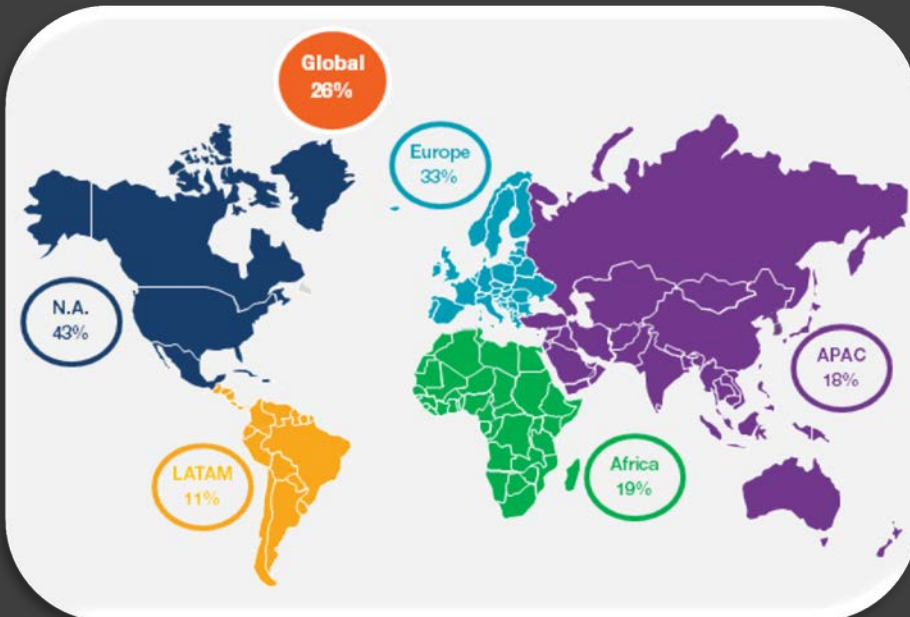 Global
26%
Europe
33%
N.A.
43%
APAC
18%
LATAM
11%
Africa
19%